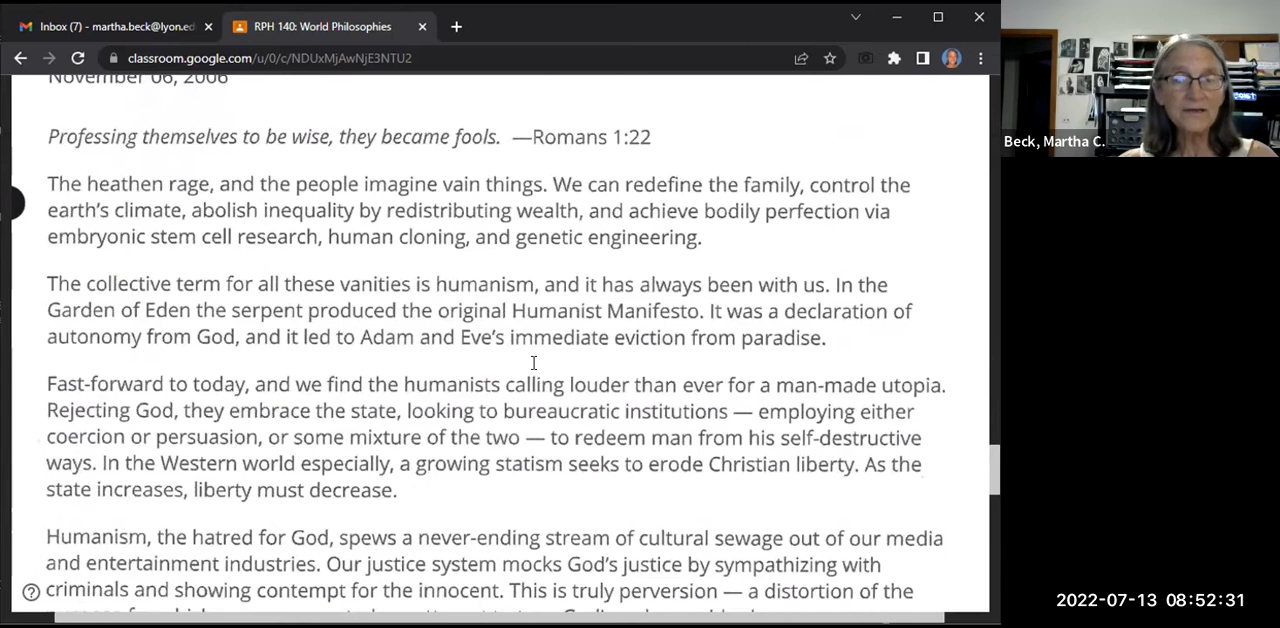 Inbox (7) - martha.beck@lyon.ed
RPH 140: World Philosophies
classroom.google.com/u/0/c/NDUxMjAwNjE3NTU2
November 06, 2006
Professing themselves to be wise, they became fools. —Romans 1:22
The heathen rage, and the people imagine vain things. We can redefine the family, control the
earth's climate, abolish inequality by redistributing wealth, and achieve bodily perfection via
embryonic stem cell research, human cloning, and genetic engineering.
The collective term for all these vanities is humanism, and it has always been with us. In the
Garden of Eden the serpent produced the original Humanist Manifesto. It was a declaration of
autonomy from God, and it led to Adam and Eve's immediate eviction from paradise.
Fast-forward to today, and we find the humanists calling louder than ever for a man-made utopia.
Rejecting God, they embrace the state, looking to bureaucratic institutions — employing either
coercion or persuasion, or some mixture of the two — to redeem man from his self-destructive
ways. In the Western world especially, a growing statism seeks to erode Christian liberty. As the
state increases, liberty must decrease.
Humanism, the hatred for God, spews a never-ending stream of cultural sewage out of our media
and entertainment industries. Our justice system mocks God's justice by sympathizing with
criminals and showing contempt for the innocent. This is truly perversion — a distortion of the
Beck, Martha C.
2022-07-13 08:52:31